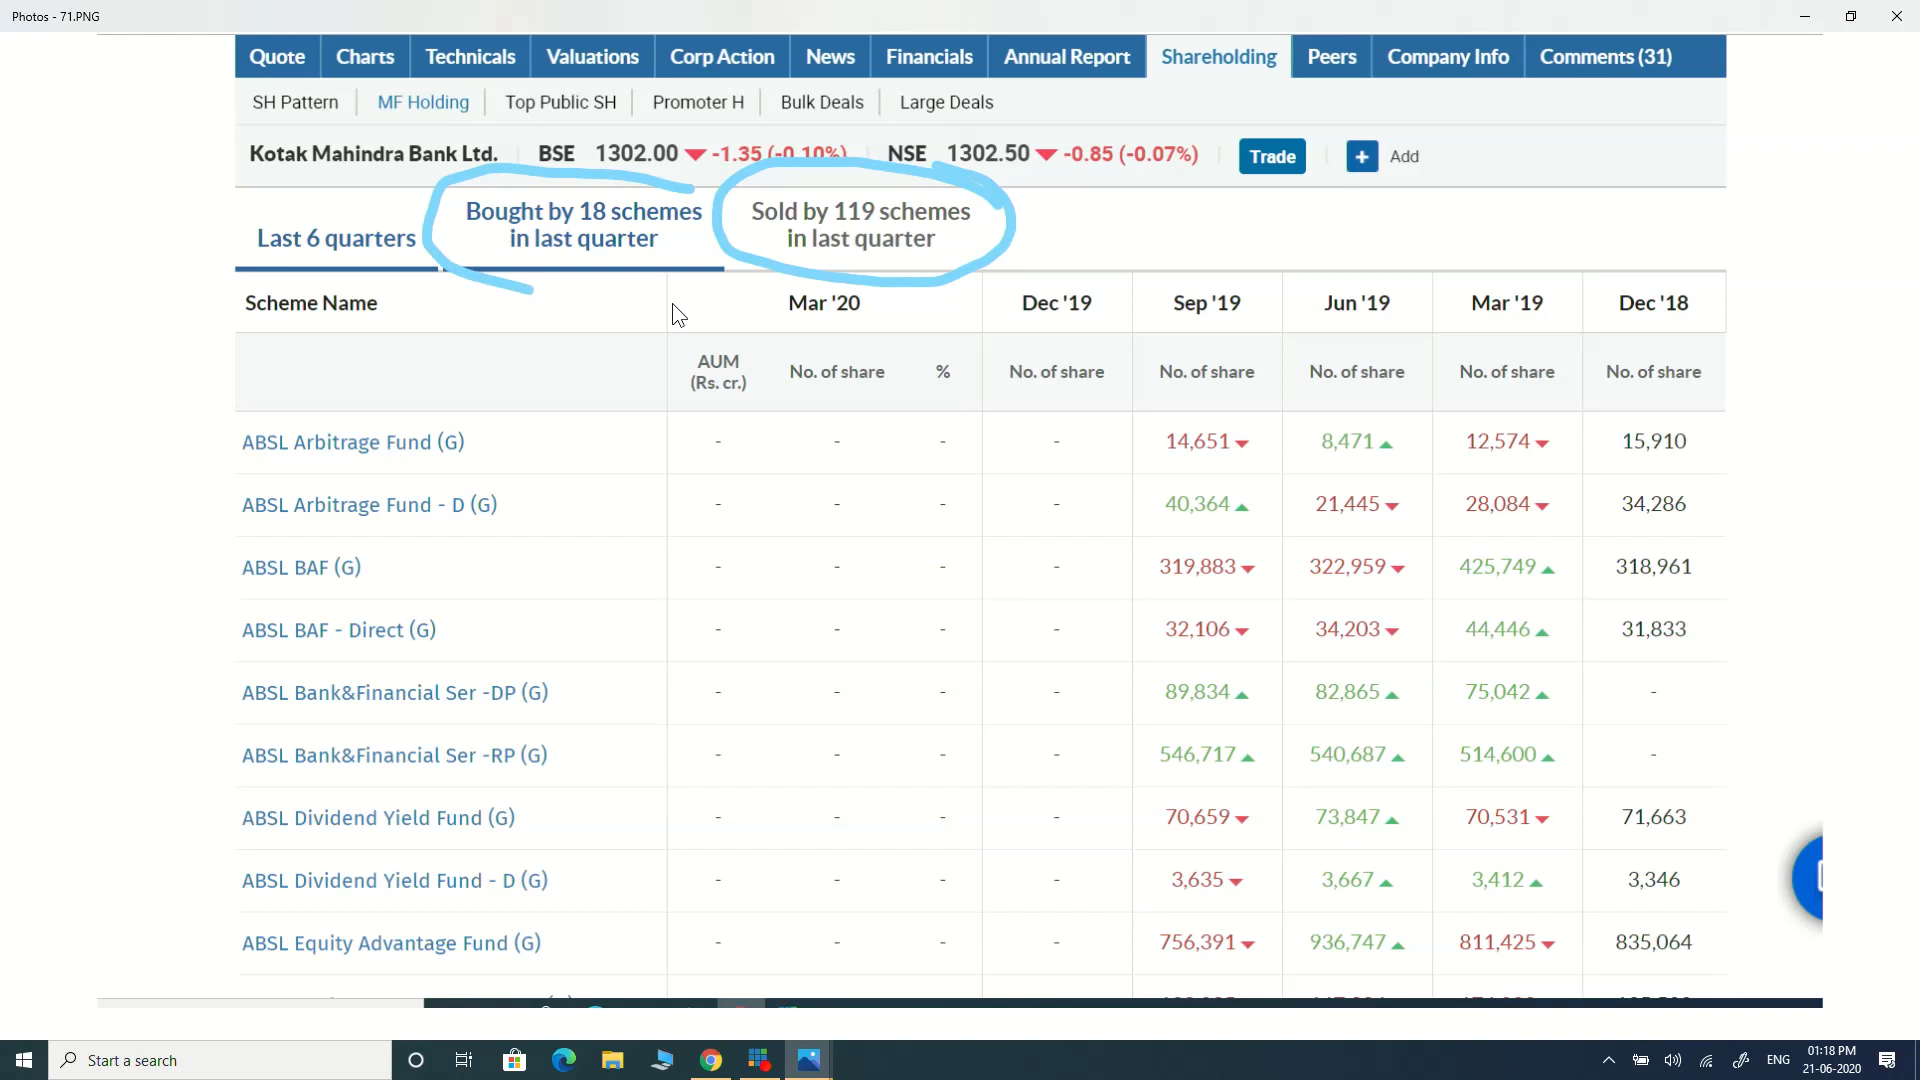 Photos - 71.PNG
Quote Charts Technicals Valuations Corp Action News Financials Annual Report Shareholding Peers Company Info Comments (31)
SH Pattern MF Holding Top Public SH Promoter H Bulk Deals Large Deals
Kotak Mahindra Bank Ltd. BSE 1302.00 -1.35 (-0.10%) NSE 1302.50 -0.85 (-0.07%) Trade + Add
Last 6 quarters
Bought by 18 schemes
in last quarter
Sold by 119 schemes
in last quarter
Scheme Name Mar '20 Dec '19 Sep '19 Jun '19 Mar '19 Dec '18
AUM
(Rs. cr.)
No. of share % No. of share No. of share No. of share No. of share No. of share
ABSL Arbitrage Fund (G) - - - - 14,651 8,471 12,574 15,910
ABSL Arbitrage Fund - D (G) - - - - 40,364 21,445 28,084 34,286
ABSL BAF (G) - - - - 319,883 322,959 425,749 318,961
ABSL BAF - Direct (G) - - - - 32,106 34,203 44,446 31,833
ABSL Bank&Financial Ser -DP (G) - - - - 89,834 82,865 75,042 -
ABSL Bank&Financial Ser -RP (G) - - - - 546,717 540,687 514,600 -
ABSL Dividend Yield Fund (G) - - - - 70,659 73,847 70,531 71,663
ABSL Dividend Yield Fund - D (G) - - - - 3,635 3,667 3,412 3,346
ABSL Equity Advantage Fund (G) - - - - 756,391 936,747 811,425 835,064
Start a search
ENG
01:18 PM
21-06-2020